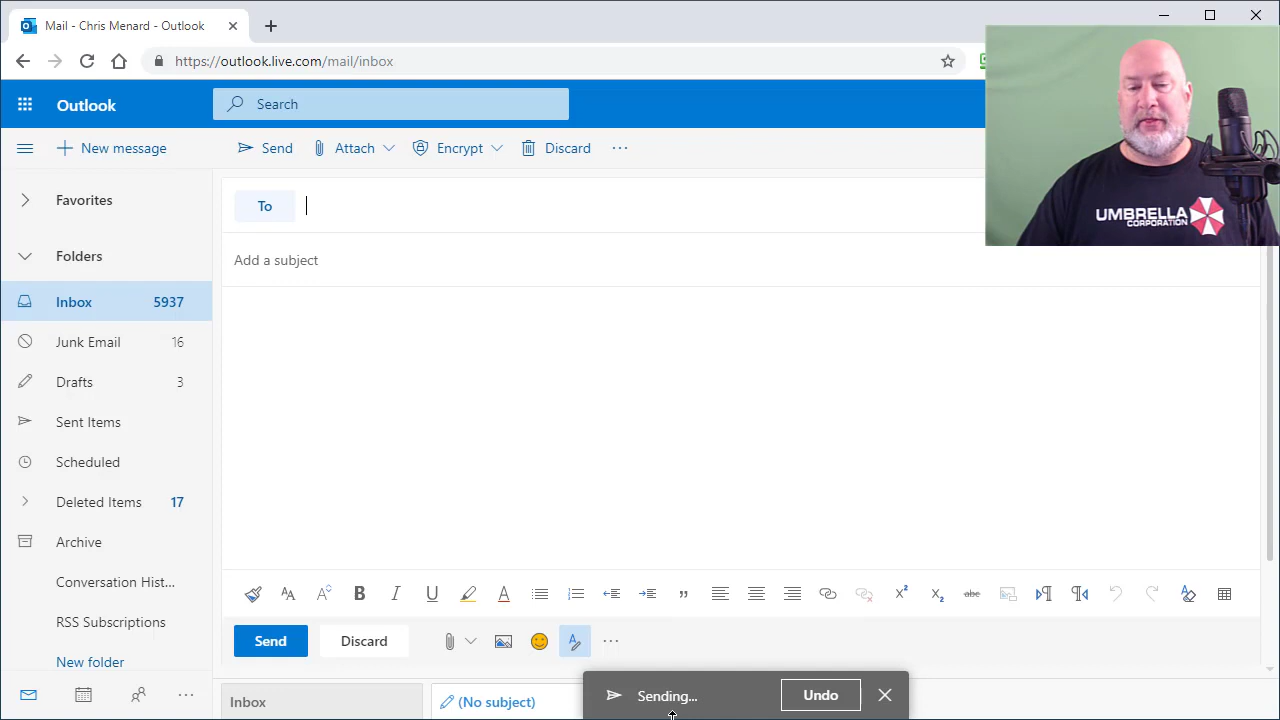 Mail - Chris Menard - Outlook
https://outlook.live.com/mail/inbox
Outlook
Search
New message
Send
Attach
Encrypt
Discard
Favorites
To
Folders
Add a subject
Inbox 5937
Junk Email 16
Drafts 3
Sent Items
Scheduled
Deleted Items 17
Archive
Conversation Hist...
RSS Subscriptions
New folder
Send
Discard
Inbox
(No subject)
Sending...
Undo
UMBRELLA
CORPORATION